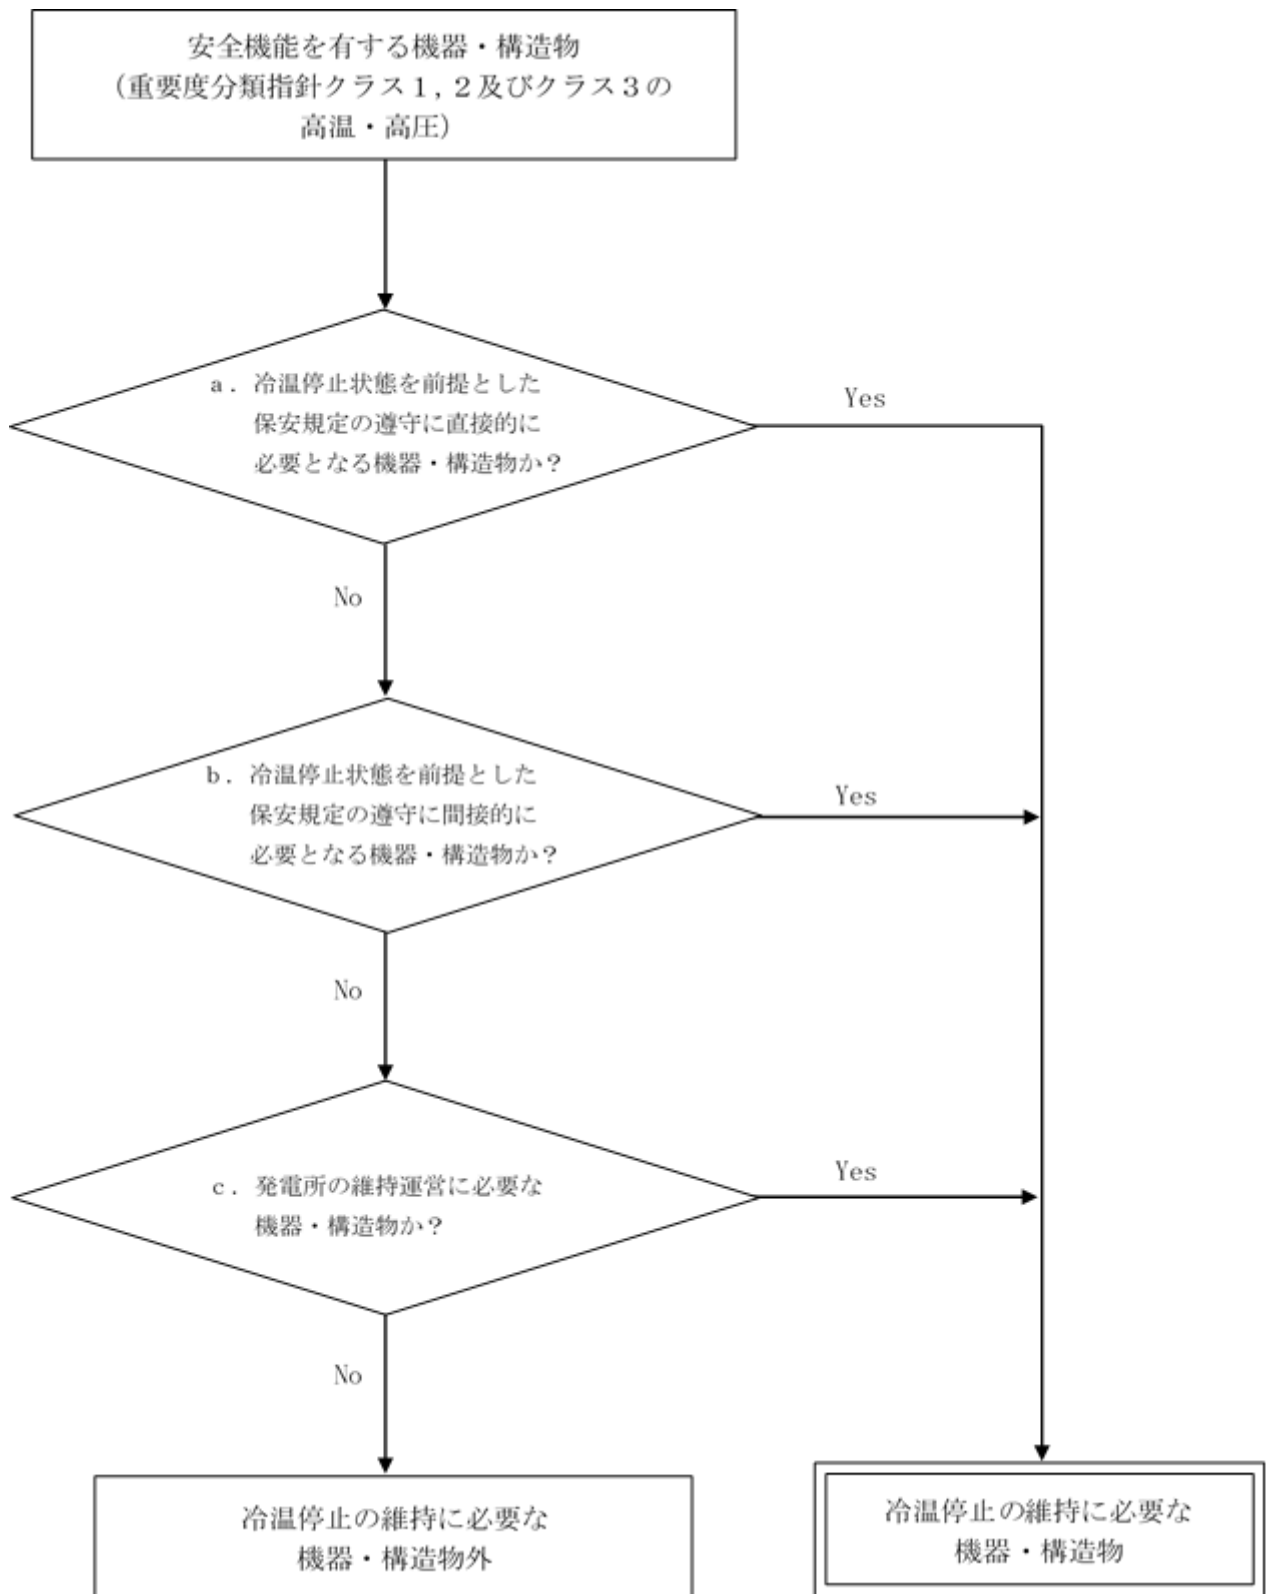 安全機能を有する機器・構造物
（重要度分類指針クラス１，２及びクラス３の
高温・高圧）
ａ．冷温停止状態を前提とした
保安規定の遵守に直接的に
必要となる機器・構造物か？
Yes
No
ｂ．冷温停止状態を前提とした
保安規定の遵守に間接的に
必要となる機器・構造物か？
Yes
No
ｃ．発電所の維持運営に必要な
機器・構造物か？
Yes
No
冷温停止の維持に必要な
機器・構造物外
冷温停止の維持に必要な
機器・構造物